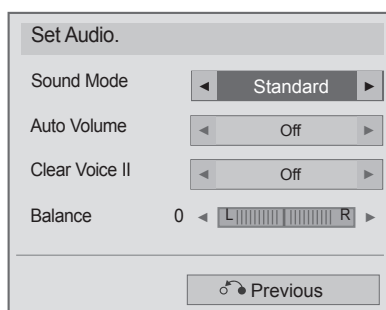 Set Audio.
Sound Mode ◄ Standard ►
Auto Volume ◄ Off ►
Clear Voice II ◄ Off ►
Balance 0 ◄ L R ►
Previous